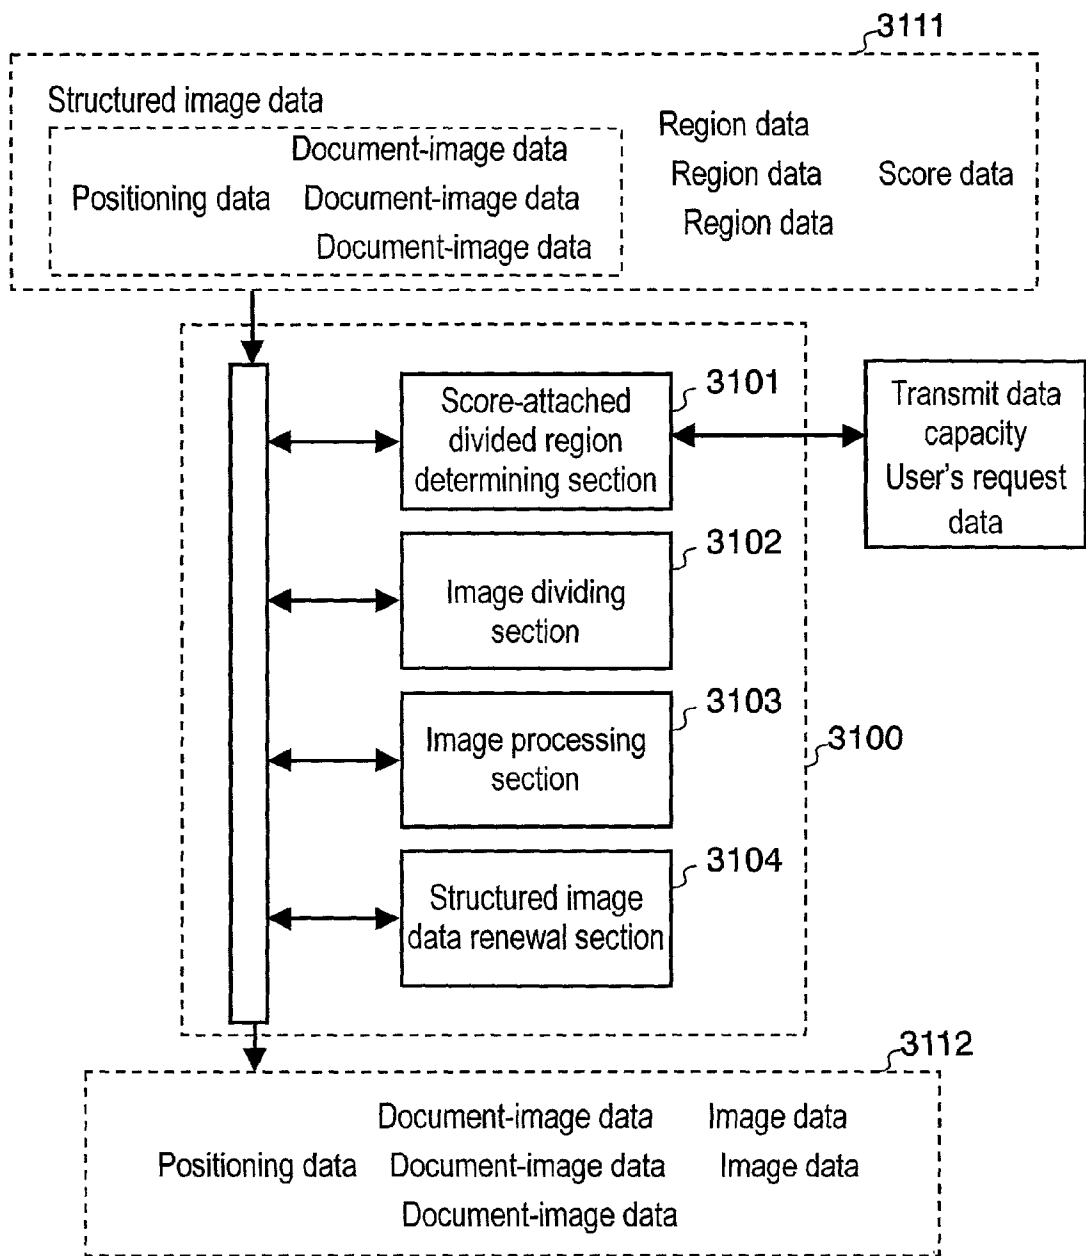 3111
Structured image data
Document-image data
Positioning data
Document-image data
Document-image data
Region data
Region data
Score data
Region data
3101
Score-attached
divided region
determining section
Transmit data
capacity
User's request
data
3102
Image dividing
section
3103
Image processing
section
3100
3104
Structured image
data renewal section
3112
Document-image data
Image data
Positioning data
Document-image data
Image data
Document-image data